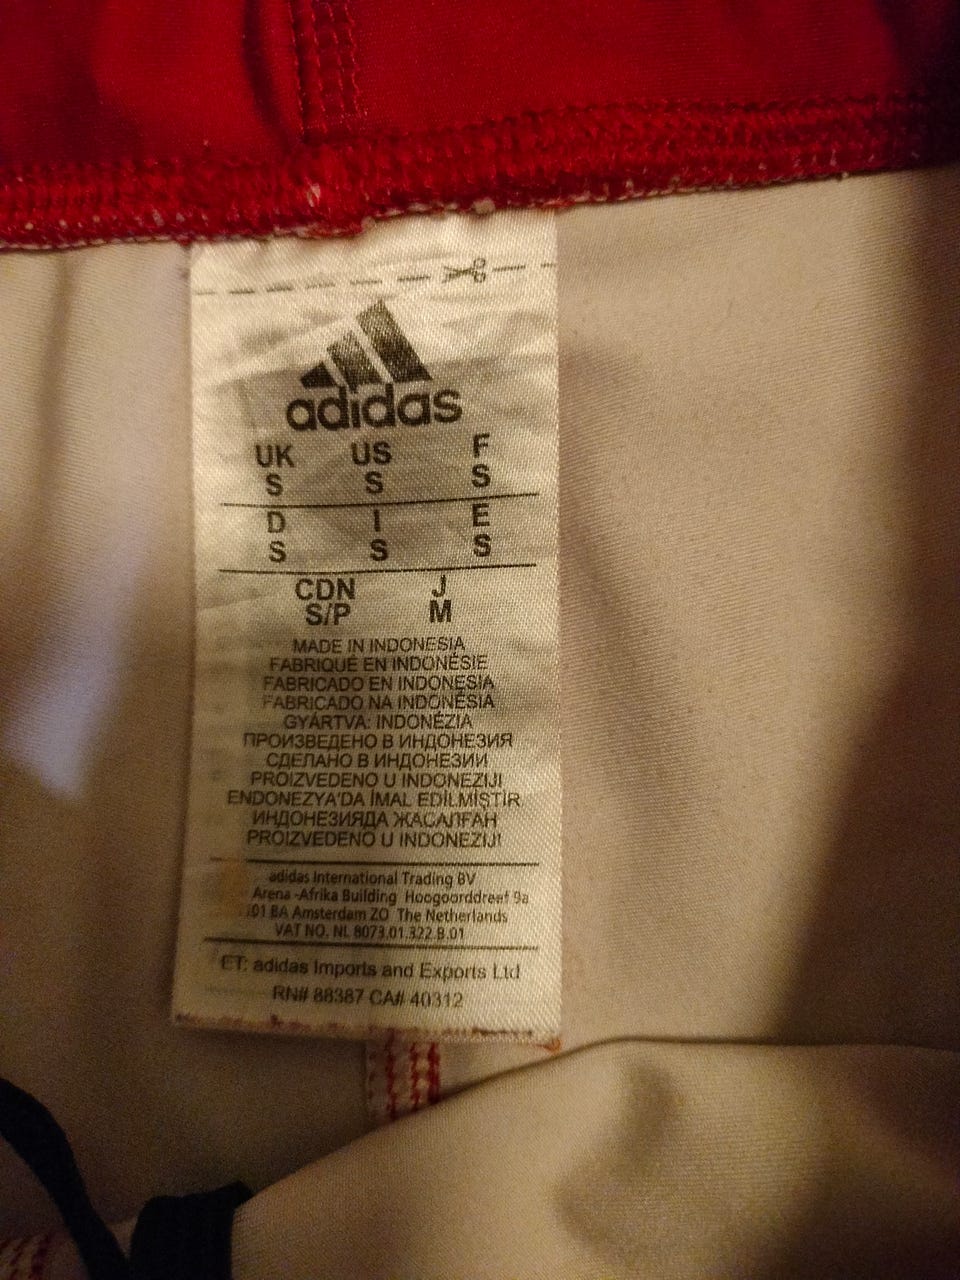 adidas
UK US F
S S S
D I E
S S S
CDN J
S/P M
MADE IN INDONESIA
FABRIQUÉ EN INDONÉSIE
FABRICADO EN INDONESIA
FABRICADO NA INDONÉSIA
GYÁRTVA: INDONÉZIA
ПРОИЗВЕДЕНО В ИНДОНЕЗИЯ
СДЕЛАНО В ИНДОНЕЗИИ
PROIZVEDENO U INDONEZIJI
ENDONEZYA'DA İMAL EDİLMİŞTİR
ИНДОНЕЗИЯДА ЖАСАЛҒАН
PROIZVEDENO U INDONEZIJI
adidas International Trading BV
Arena -Afrika Building Hoogoorddreef 9a
01 BA Amsterdam ZO The Netherlands
VAT NO. NL 8073.01.322.B.01
ET: adidas Imports and Exports Ltd
RN# 88387 CA# 40312